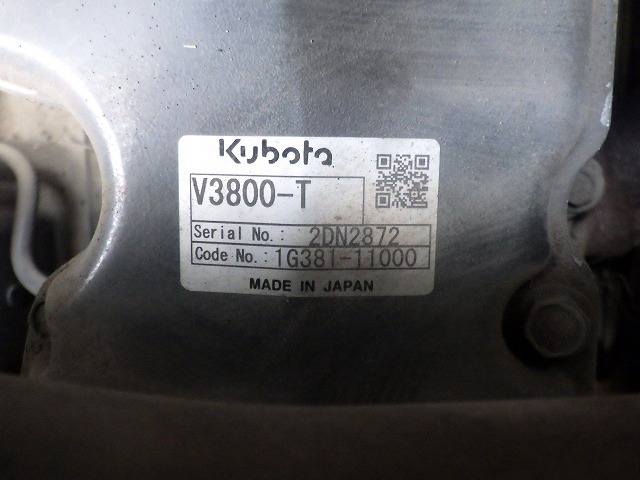 Kubota
V3800-T
Serial No.: 2DN2872
Code No.: 1G381-11000
MADE IN JAPAN